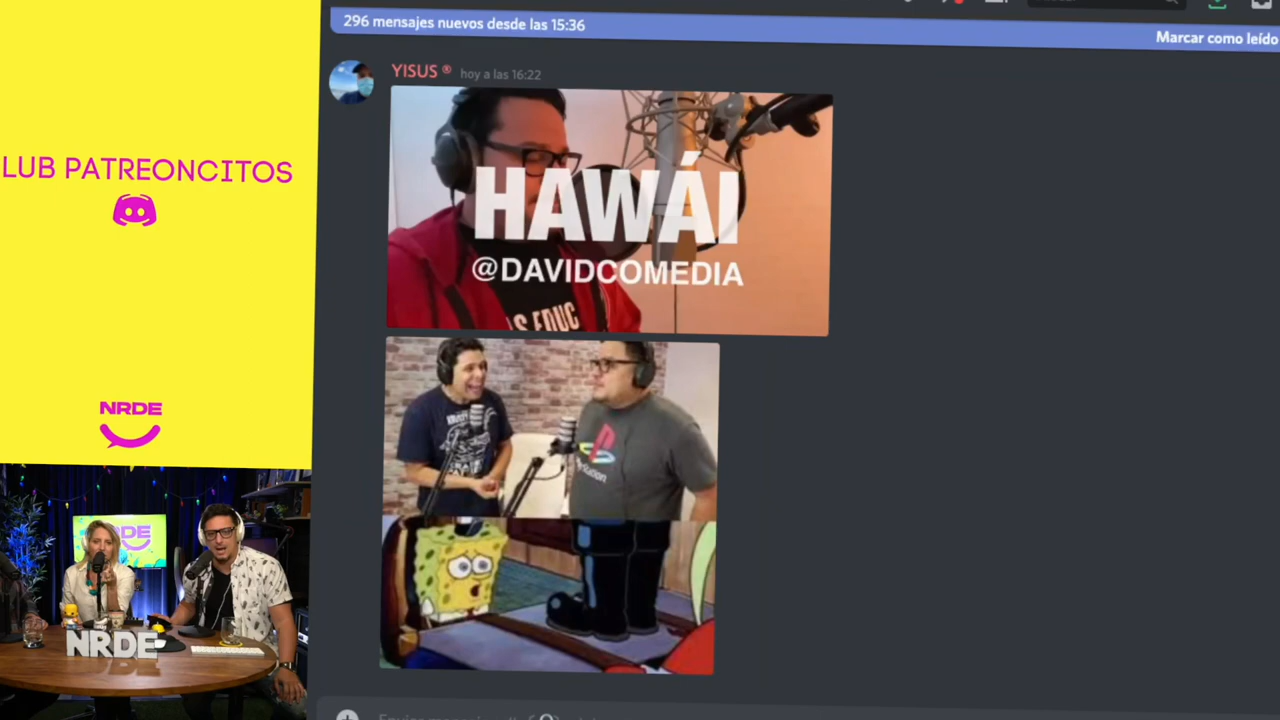 296 mensajes nuevos desde las 15:36
Marcar como leído
YISUS ® hoy a las 16:22
HAWÁI
@DAVIDCOMEDIA
LUB PATREONCITOS
NRDE
NRDE